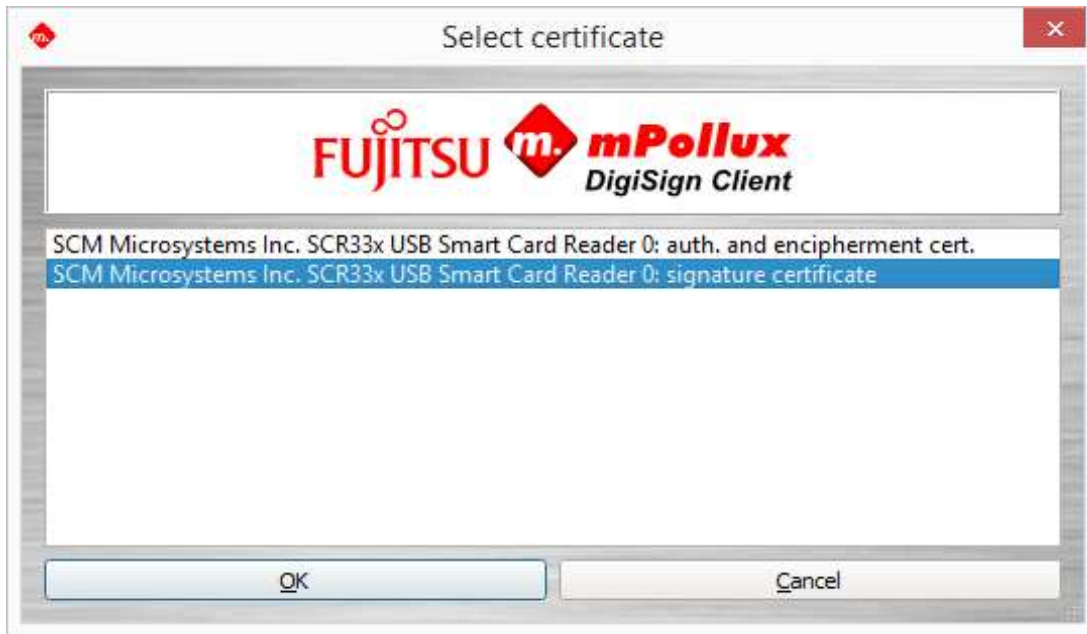 m.
Select certificate
FUJITSU m. mPollux
DigiSign Client
SCM Microsystems Inc. SCR33x USB Smart Card Reader 0: auth. and encipherment cert.
SCM Microsystems Inc. SCR33x USB Smart Card Reader 0: signature certificate
OK
Cancel